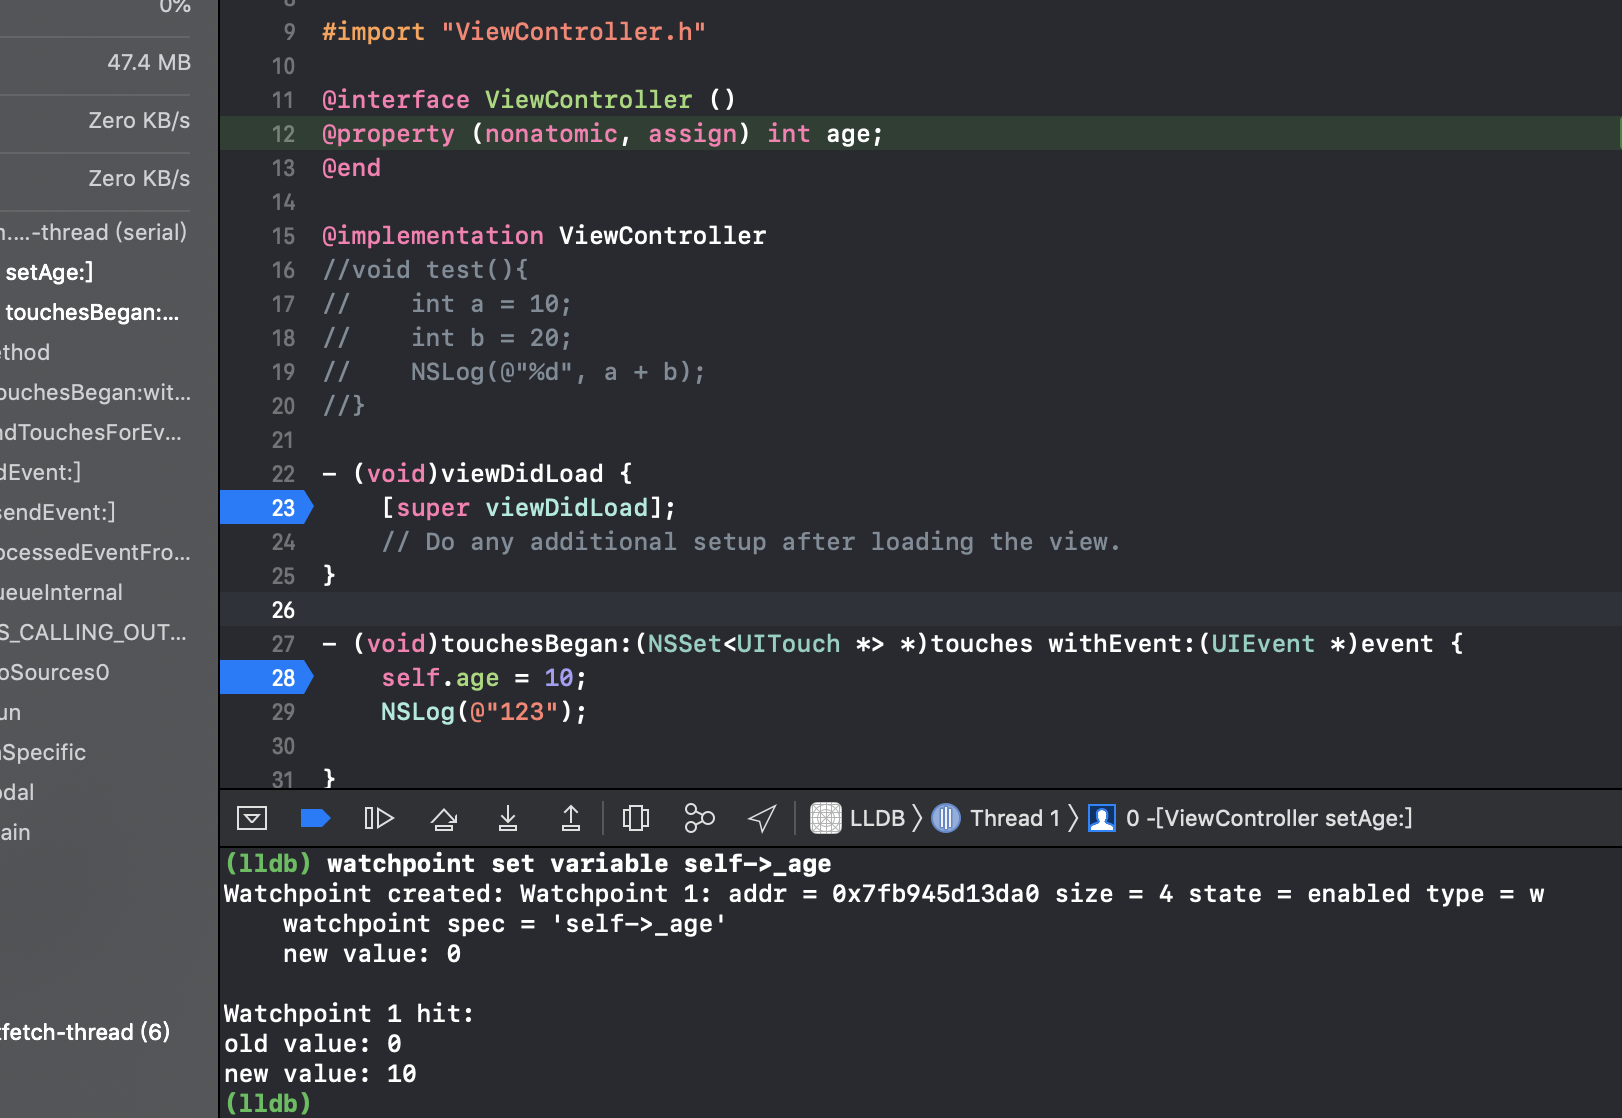 0%
47.4 MB
Zero KB/s
Zero KB/s
....-thread (serial)
setAge:]
touchesBegan:...
ethod
ouchesBegan:wit...
ndTouchesForEv...
dEvent:]
sendEvent:]
ocessedEventFro...
ueueInternal
S_CALLING_OUT...
oSources0
un
Specific
odal
ain
fetch-thread (6)
8
9 #import "ViewController.h"
10
11 @interface ViewController ()
12 @property (nonatomic, assign) int age;
13 @end
14
15 @implementation ViewController
16 //void test(){
17 //    int a = 10;
18 //    int b = 20;
19 //    NSLog(@"%d", a + b);
20 //}
21
22 - (void)viewDidLoad {
23     [super viewDidLoad];
24     // Do any additional setup after loading the view.
25 }
26
27 - (void)touchesBegan:(NSSet<UITouch *> *)touches withEvent:(UIEvent *)event {
28     self.age = 10;
29     NSLog(@"123");
30
31 }
LLDB 〉 Thread 1 〉 0 -[ViewController setAge:]
(lldb) watchpoint set variable self->_age
Watchpoint created: Watchpoint 1: addr = 0x7fb945d13da0 size = 4 state = enabled type = w
    watchpoint spec = 'self->_age'
    new value: 0
Watchpoint 1 hit:
old value: 0
new value: 10
(lldb)